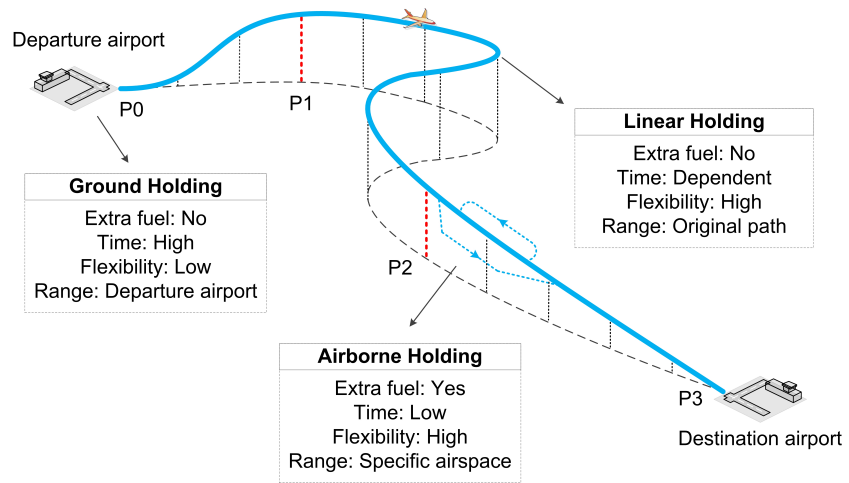 Departure airport
P0
P1
Linear Holding
Extra fuel: No
Time: Dependent
Flexibility: High
Range: Original path
Ground Holding
Extra fuel: No
Time: High
Flexibility: Low
Range: Departure airport
P2
Airborne Holding
Extra fuel: Yes
Time: Low
Flexibility: High
Range: Specific airspace
P3
Destination airport